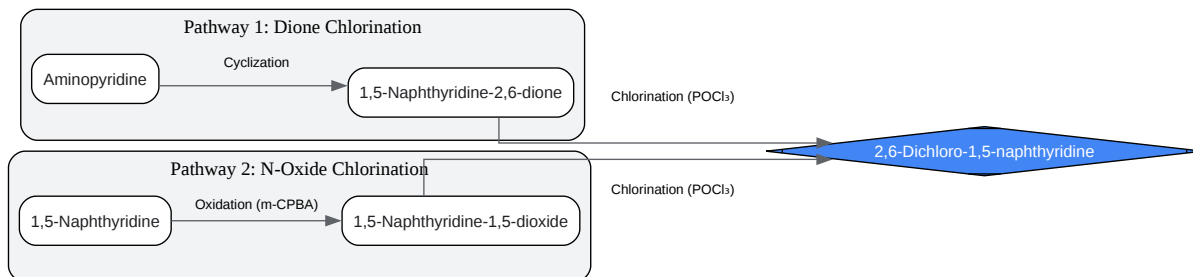 Pathway 1: Dione Chlorination
Aminopyridine
Cyclization
1,5-Naphthyridine-2,6-dione
Chlorination (POCl₃)
2,6-Dichloro-1,5-naphthyridine
Pathway 2: N-Oxide Chlorination
Chlorination (POCl₃)
1,5-Naphthyridine
Oxidation (m-CPBA)
1,5-Naphthyridine-1,5-dioxide